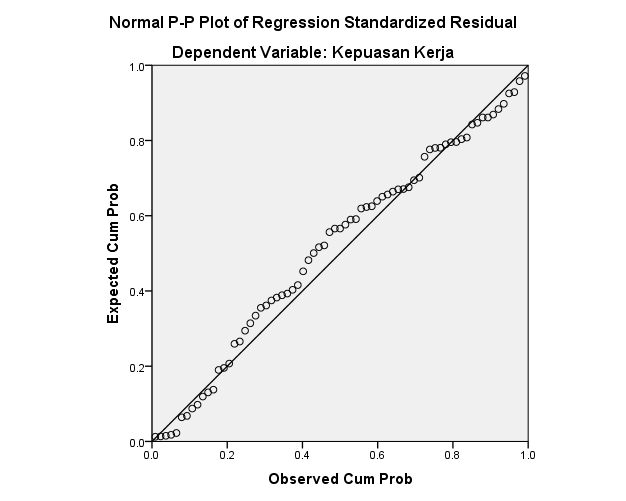 Normal P-P Plot of Regression Standardized Residual
Dependent Variable: Kepuasan Kerja
1.0
0.8
0.6
0.4
0.2
0.0
Expected Cum Prob
0.0 0.2 0.4 0.6 0.8 1.0
Observed Cum Prob